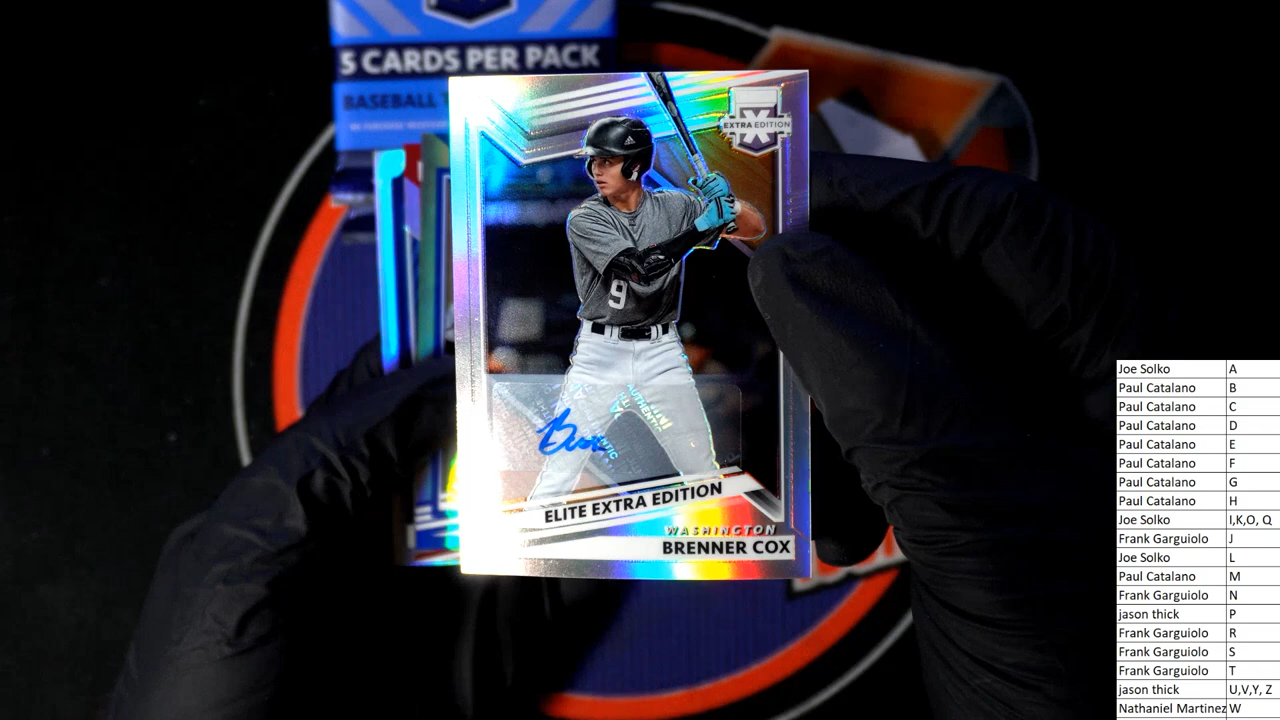 5 CARDS PER PACK
BASEBALL
EXTRA EDITION
9
ELITE EXTRA EDITION
WASHINGTON
BRENNER COX
Joe Solko A
Paul Catalano B
Paul Catalano C
Paul Catalano D
Paul Catalano E
Paul Catalano F
Paul Catalano G
Paul Catalano H
Joe Solko I,K,O, Q
Frank Garguiolo J
Joe Solko L
Paul Catalano M
Frank Garguiolo N
jason thick P
Frank Garguiolo R
Frank Garguiolo S
Frank Garguiolo T
jason thick U,V,Y, Z
Nathaniel Martinez W